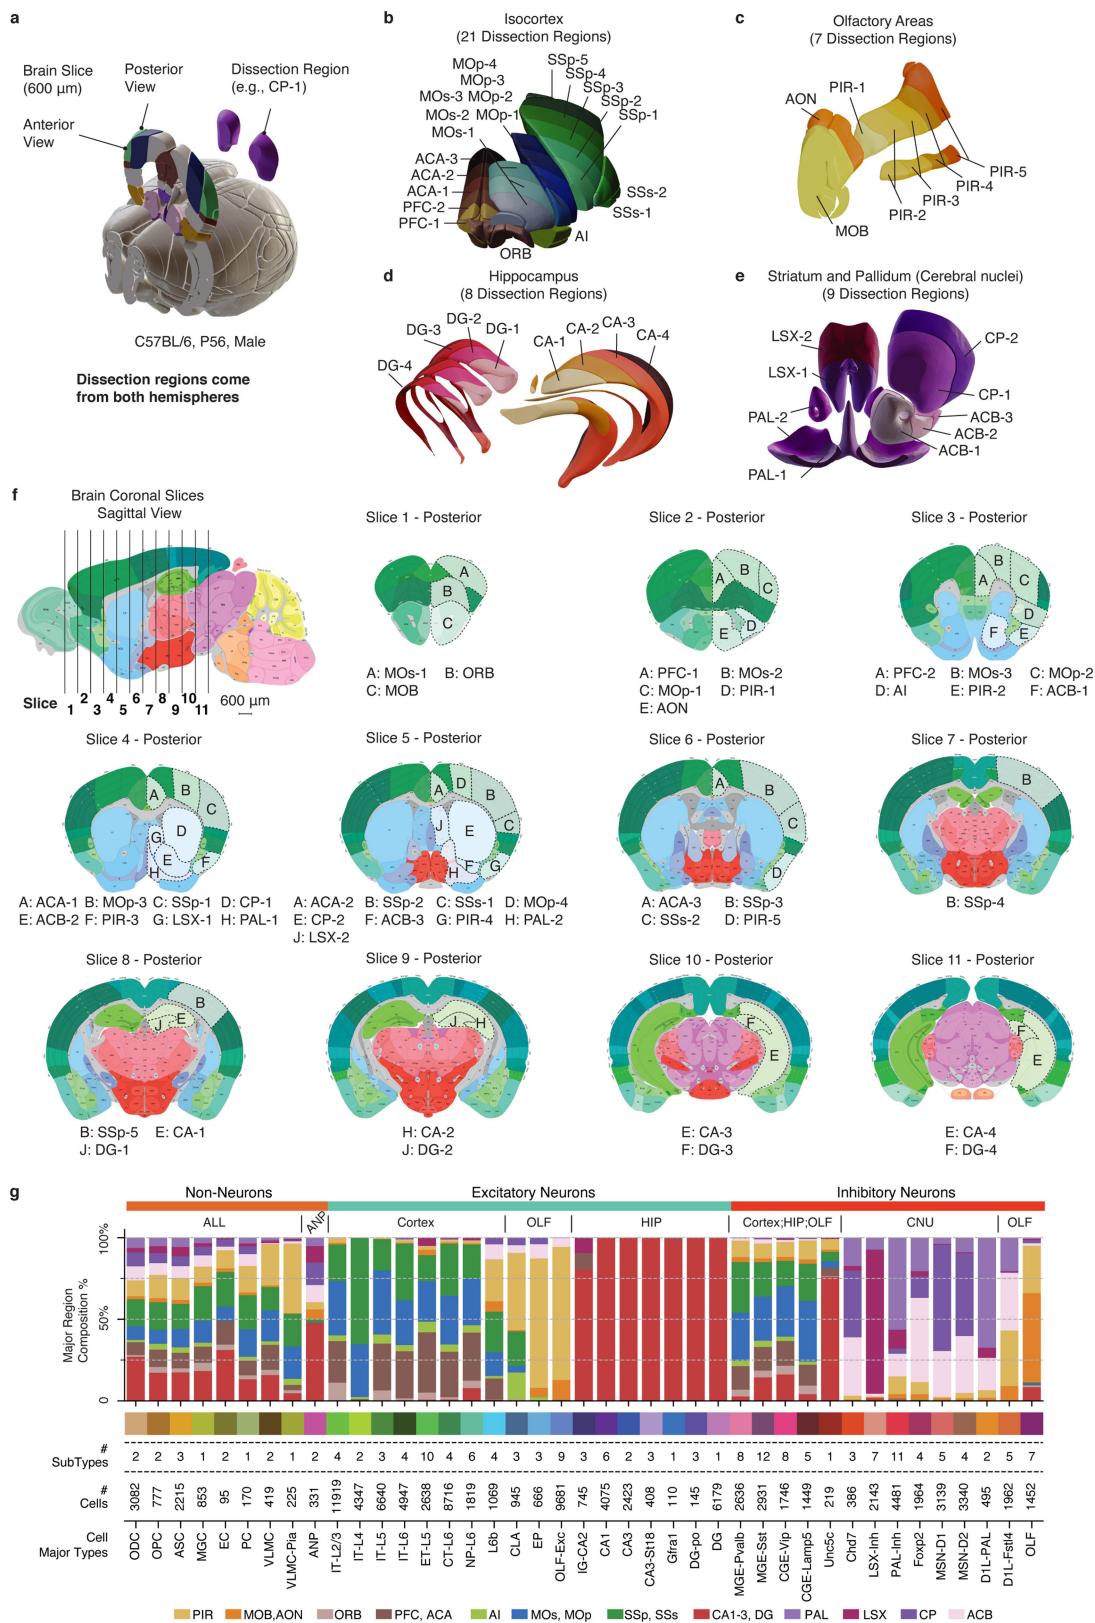 a
Brain Slice
(600 µm)
Posterior
View
Dissection Region
(e.g., CP-1)
Anterior
View
C57BL/6, P56, Male
Dissection regions come
from both hemispheres
b
Isocortex
(21 Dissection Regions)
MOp-4
MOp-3
MOs-3 MOp-2
MOs-2 MOp-1
MOs-1
ACA-3
ACA-2
ACA-1
PFC-2
PFC-1
ORB
AI
SSp-5
SSp-4
SSp-3
SSp-2
SSp-1
SSs-2
SSs-1
c
Olfactory Areas
(7 Dissection Regions)
AON
PIR-1
MOB
PIR-2
PIR-3
PIR-4
PIR-5
d
Hippocampus
(8 Dissection Regions)
DG-4
DG-3
DG-2
DG-1
CA-1
CA-2
CA-3
CA-4
e
Striatum and Pallidum (Cerebral nuclei)
(9 Dissection Regions)
LSX-2
LSX-1
PAL-2
PAL-1
CP-2
CP-1
ACB-3
ACB-2
ACB-1
f
Brain Coronal Slices
Sagittal View
Slice
1 2 3 4 5 6 7 8 9 10 11
600 µm
Slice 1 - Posterior
A
B
C
A: MOs-1 B: ORB
C: MOB
Slice 2 - Posterior
A
B
C
D
E
A: PFC-1 B: MOs-2
C: MOp-1 D: PIR-1
E: AON
Slice 3 - Posterior
A
B
C
D
E
F
A: PFC-2 B: MOs-3 C: MOp-2
D: AI E: PIR-2 F: ACB-1
Slice 4 - Posterior
A
B
C
D
G
E
F
H
A: ACA-1 B: MOp-3 C: SSp-1 D: CP-1
E: ACB-2 F: PIR-3 G: LSX-1 H: PAL-1
Slice 5 - Posterior
A
D
B
C
J
E
F
G
H
A: ACA-2 B: SSp-2 C: SSs-1 D: MOp-4
E: CP-2 F: ACB-3 G: PIR-4 H: PAL-2
J: LSX-2
Slice 6 - Posterior
A
B
C
D
A: ACA-3 B: SSp-3
C: SSs-2 D: PIR-5
Slice 7 - Posterior
B
B: SSp-4
Slice 8 - Posterior
B
J
E
B: SSp-5 E: CA-1
J: DG-1
Slice 9 - Posterior
J
H
H: CA-2
J: DG-2
Slice 10 - Posterior
F
E
E: CA-3
F: DG-3
Slice 11 - Posterior
F
E
E: CA-4
F: DG-4
g
Non-Neurons Excitatory Neurons Inhibitory Neurons
ALL ANP Cortex OLF HIP Cortex;HIP;OLF CNU OLF
Major Region
Composition %
100%
50%
0
# SubTypes
2 2 3 1 2 1 2 1 2 4 2 3 4 10 4 6 4 3 3 9 3 6 2 3 1 3 1 8 12 8 5 1 3 7 11 4 5 4 2 5 7
# Cells
3082 777 2215 853 95 170 419 225 331 11919 4347 6640 4947 2638 8716 1819 1069 945 666 9681 745 4075 2423 408 110 145 6179 2636 2931 1746 1449 219 386 2143 4481 1964 3139 3340 495 1962 1452
Cell
Major Types
ODC OPC ASC MGC EC PC VLMC VLMC-Pia ANP IT-L2/3 IT-L4 IT-L5 IT-L6 ET-L5 CT-L6 NP-L6 L6b CLA EP OLF-Exc IG-CA2 CA1 CA3 CA3-St18 Gfra1 DG-po DG MGE-Pvalb MGE-Sst CGE-Vip CGE-Lamp5 Unc5c Chd7 LSX-Inh PAL-Inh Foxp2 MSN-D1 MSN-D2 D1L-PAL D1L-Fstl4 OLF
PIR MOB,AON ORB PFC, ACA AI MOs, MOp SSp, SSs CA1-3, DG PAL LSX CP ACB